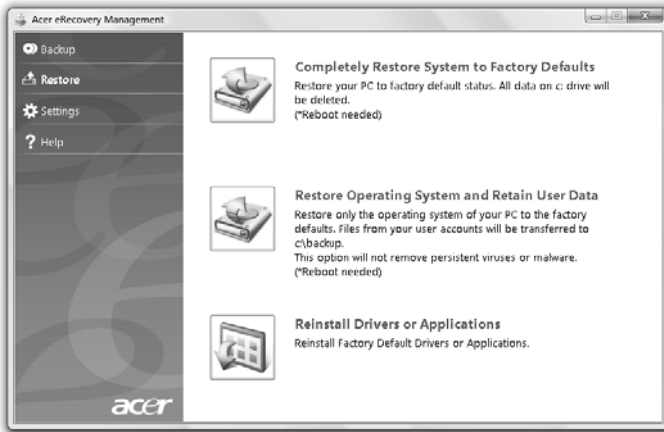 Acer eRecovery Management
Backup
Restore
Settings
Help
Completely Restore System to Factory Defaults
Restore your PC to factory default status. All data on c: drive will
be deleted.
(*Reboot needed)
Restore Operating System and Retain User Data
Restore only the operating system of your PC to the factory
defaults. Files from your user accounts will be transferred to
c:\backup.
This option will not remove persistent viruses or malware.
(*Reboot needed)
Reinstall Drivers or Applications
Reinstall Factory Default Drivers or Applications.
acer